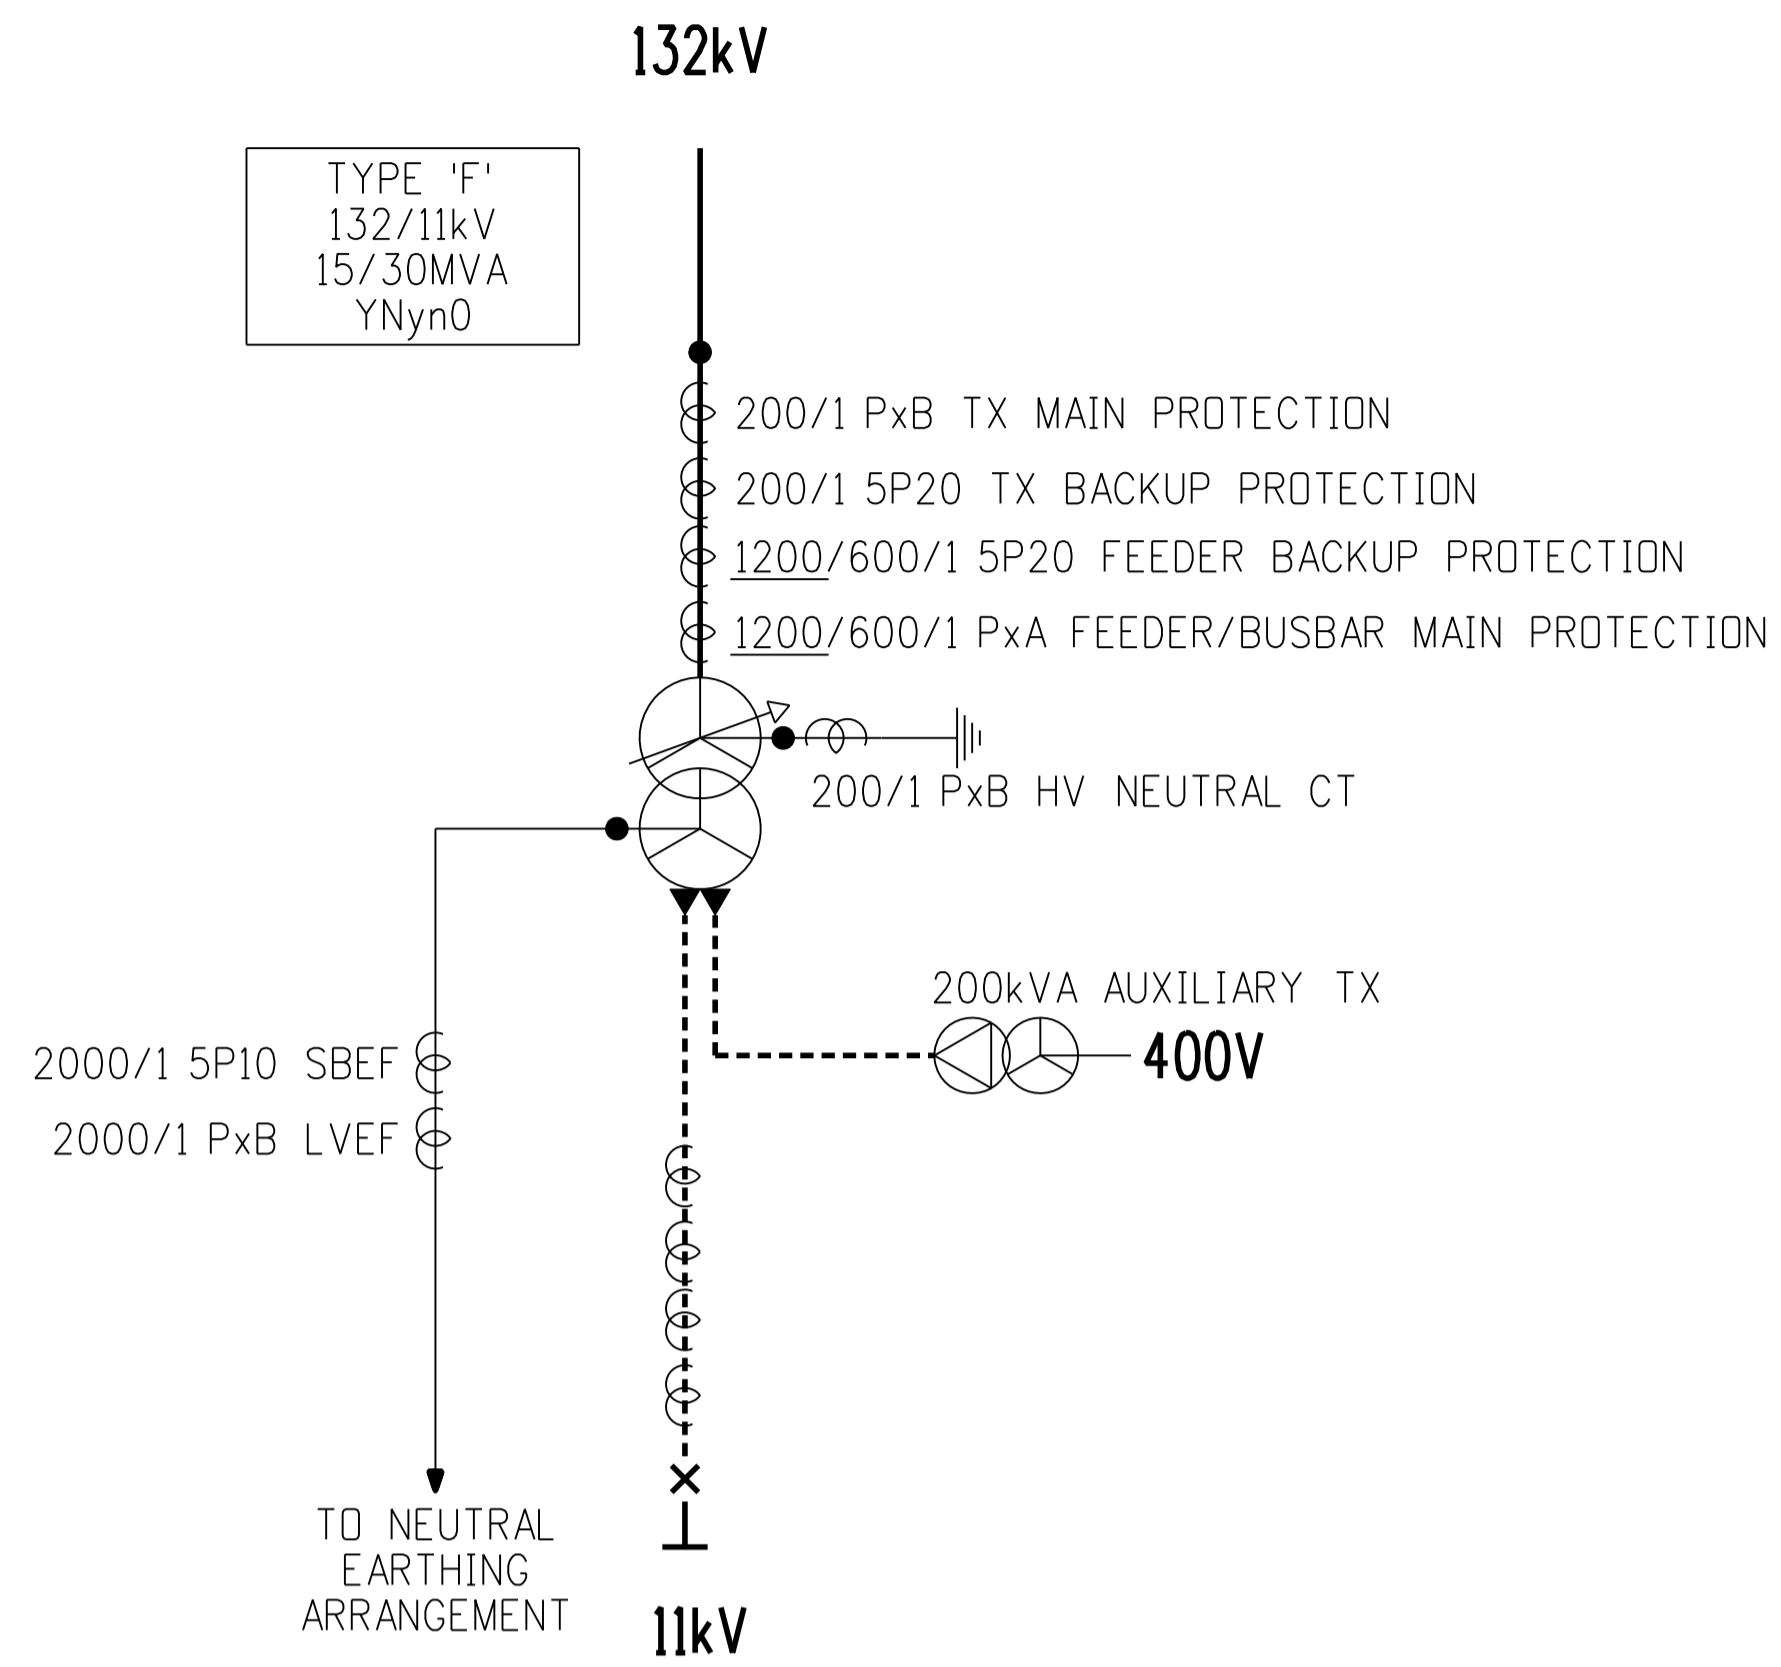 132kV
TYPE 'F'
132/11kV
15/30MVA
YNyn0
200/1 PxB TX MAIN PROTECTION
200/1 5P20 TX BACKUP PROTECTION
1200/600/1 5P20 FEEDER BACKUP PROTECTION
1200/600/1 PxA FEEDER/BUSBAR MAIN PROTECTION
200/1 PxB HV NEUTRAL CT
200kVA AUXILIARY TX
400V
2000/1 5P10 SBEF
2000/1 PxB LVEF
TO NEUTRAL
EARTHING
ARRANGEMENT
11kV